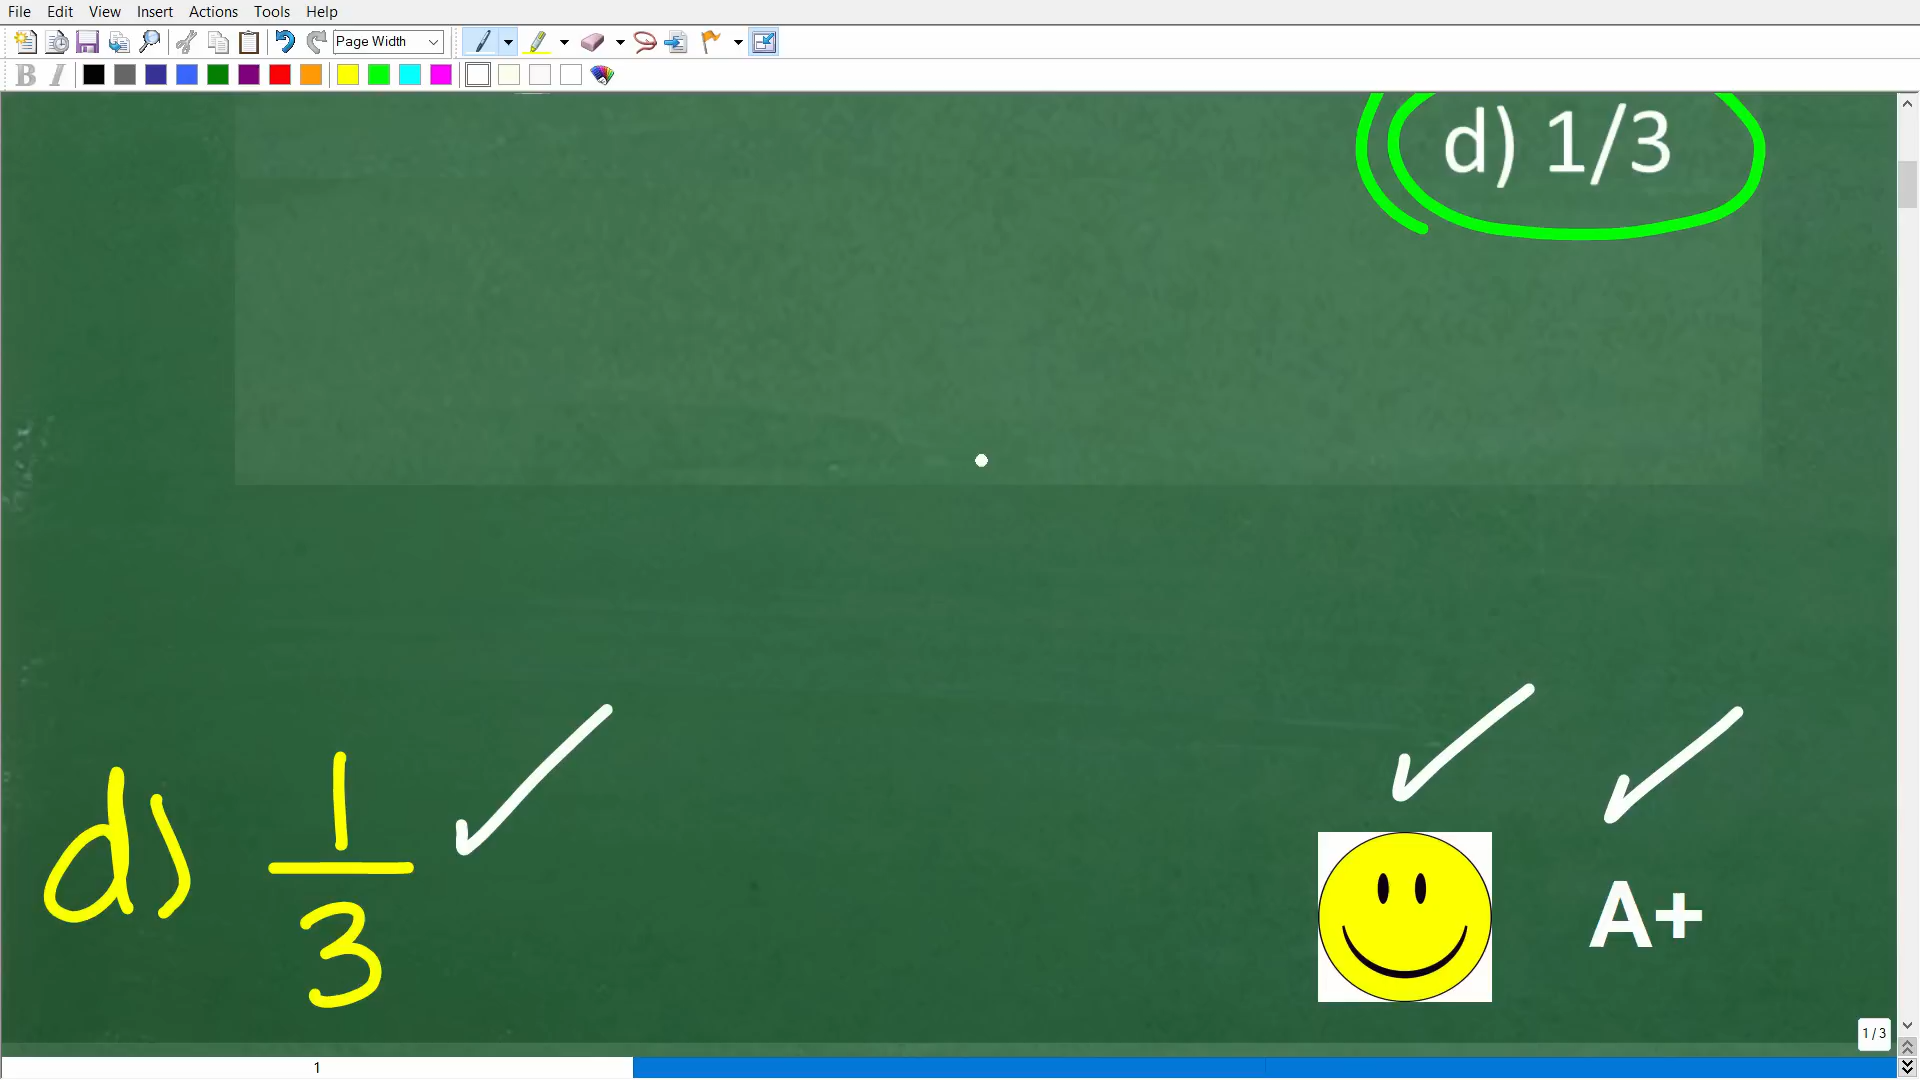 File Edit View Insert Actions Tools Help
Page Width
B I
d) 1/3
d) 1/3
A+
1 / 3
1